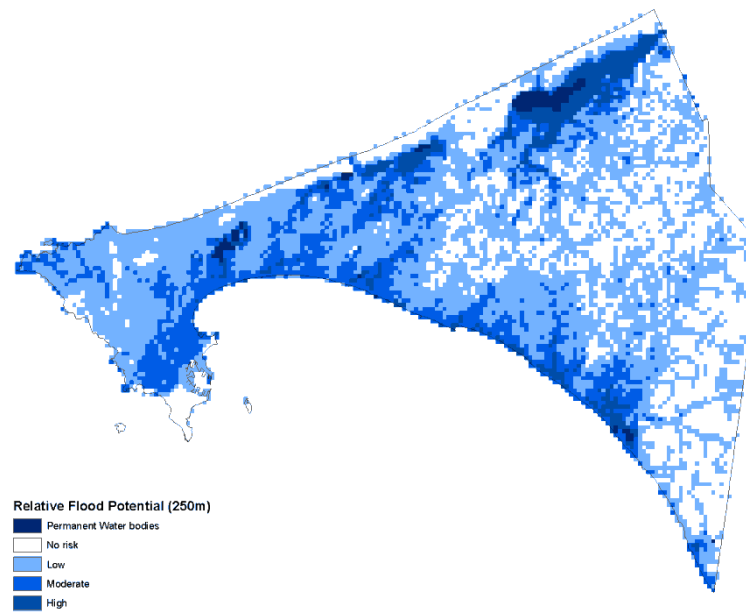 Relative Flood Potential (250m)
Permanent Water bodies
No risk
Low
Moderate
High